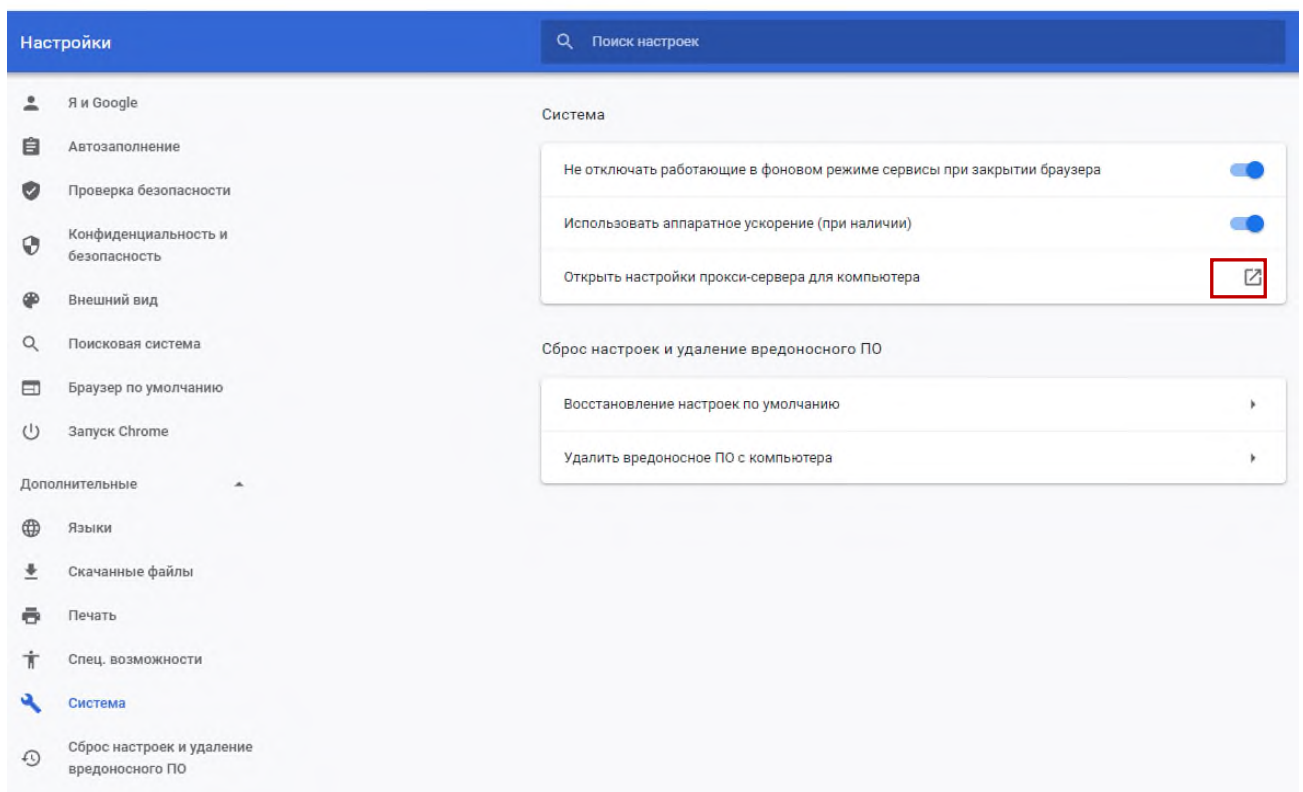 Настройки
Поиск настроек
Я и Google
Автозаполнение
Проверка безопасности
Конфиденциальность и
безопасность
Внешний вид
Поисковая система
Браузер по умолчанию
Запуск Chrome
Дополнительные
Языки
Скачанные файлы
Печать
Спец. возможности
Система
Сброс настроек и удаление
вредоносного ПО
Система
Не отключать работающие в фоновом режиме сервисы при закрытии браузера
Использовать аппаратное ускорение (при наличии)
Открыть настройки прокси-сервера для компьютера
Сброс настроек и удаление вредоносного ПО
Восстановление настроек по умолчанию
Удалить вредоносное ПО с компьютера